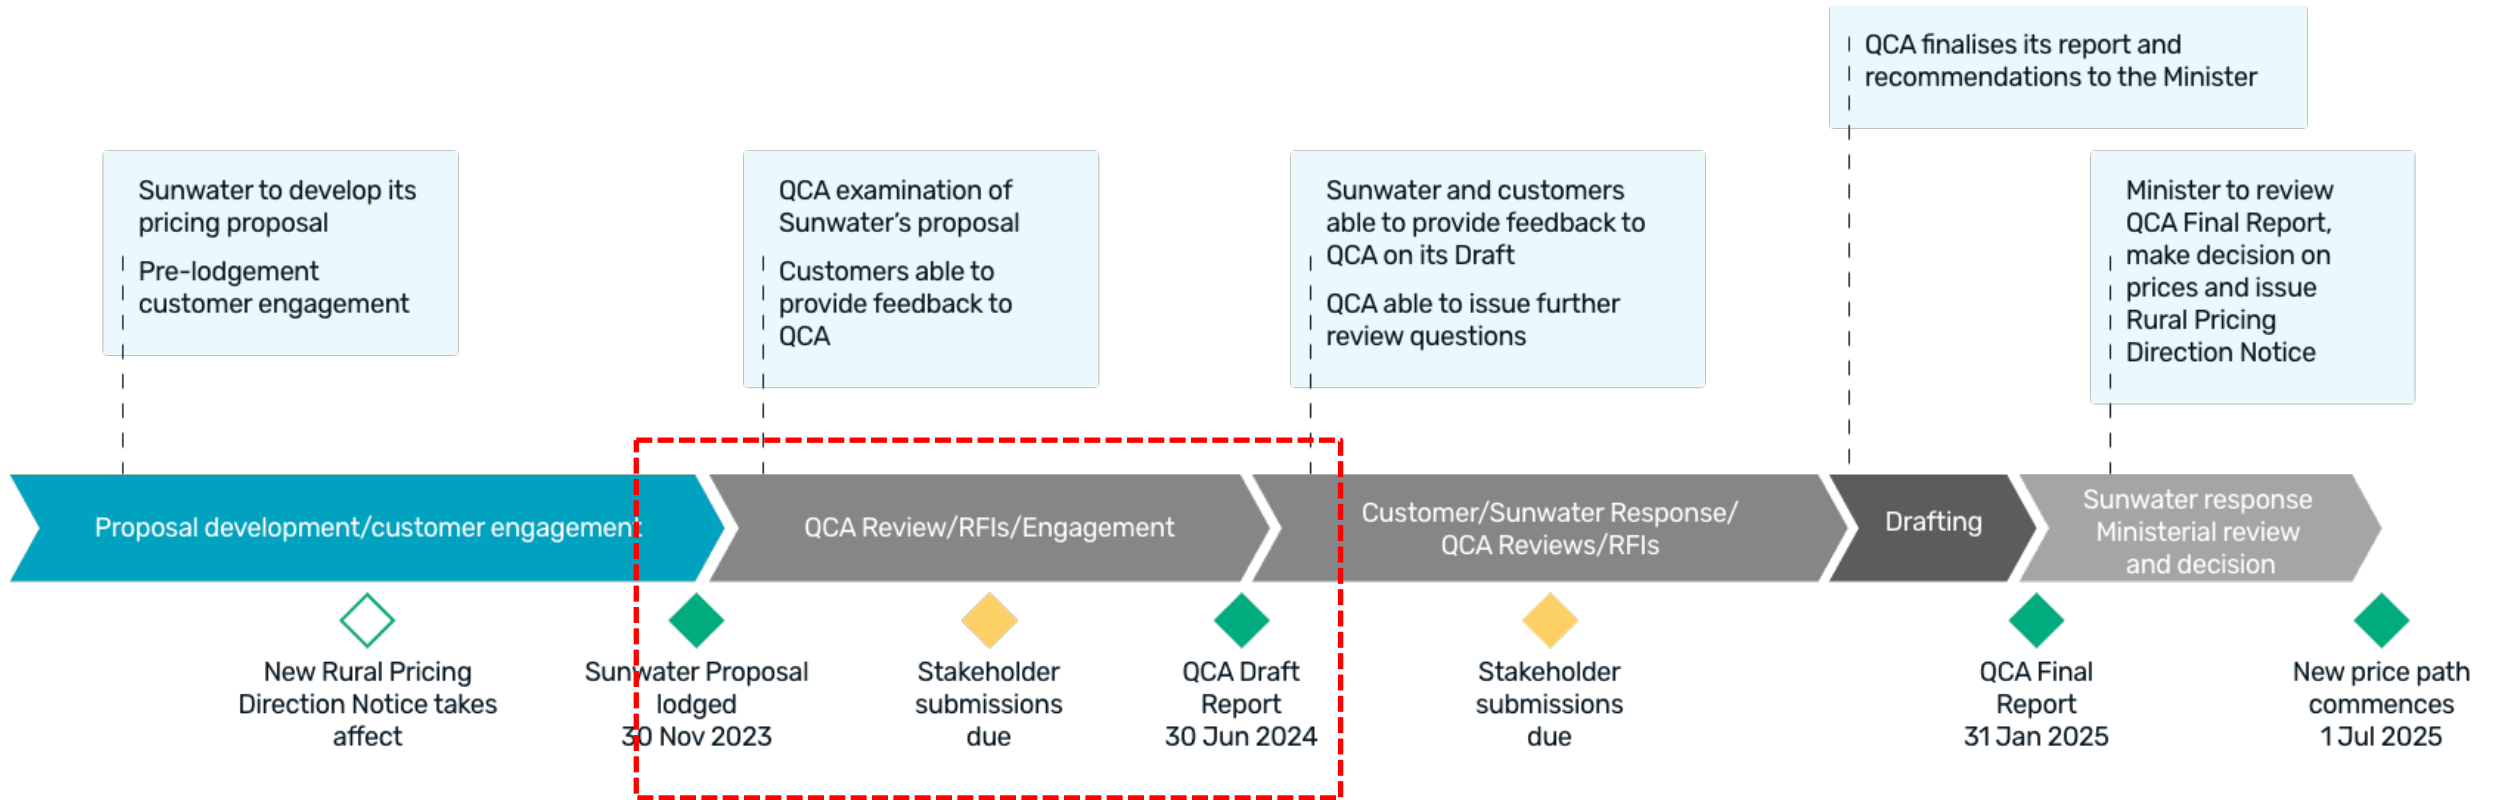 QCA finalises its report and
recommendations to the Minister
Sunwater to develop its
pricing proposal
Pre-lodgement
customer engagement
QCA examination of
Sunwater's proposal
Customers able to
provide feedback to
QCA
Sunwater and customers
able to provide feedback to
QCA on its Draft
QCA able to issue further
review questions
Minister to review
QCA Final Report,
make decision on
prices and issue
Rural Pricing
Direction Notice
Proposal development/customer engagement
QCA Review/RFIs/Engagement
Customer/Sunwater Response/
QCA Reviews/RFIs
Drafting
Sunwater response
Ministerial review
and decision
New Rural Pricing
Direction Notice takes
affect
Sunwater Proposal
lodged
30 Nov 2023
Stakeholder
submissions
due
QCA Draft
Report
30 Jun 2024
Stakeholder
submissions
due
QCA Final
Report
31 Jan 2025
New price path
commences
1 Jul 2025